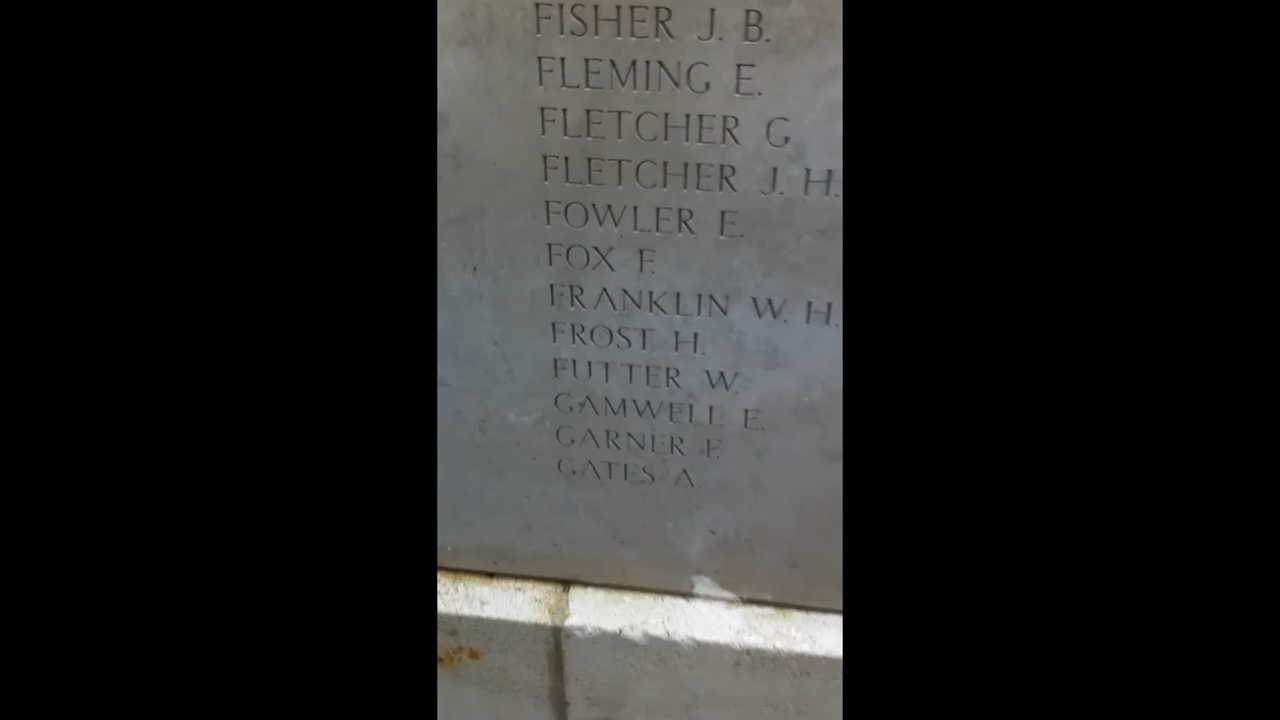 FISHER J. B.
FLEMING E.
FLETCHER G
FLETCHER J. H.
FOWLER E.
FOX F.
FRANKLIN W. H.
FROST H.
FUTTER W.
GAMWELL E.
GARNER F.
GATES A.